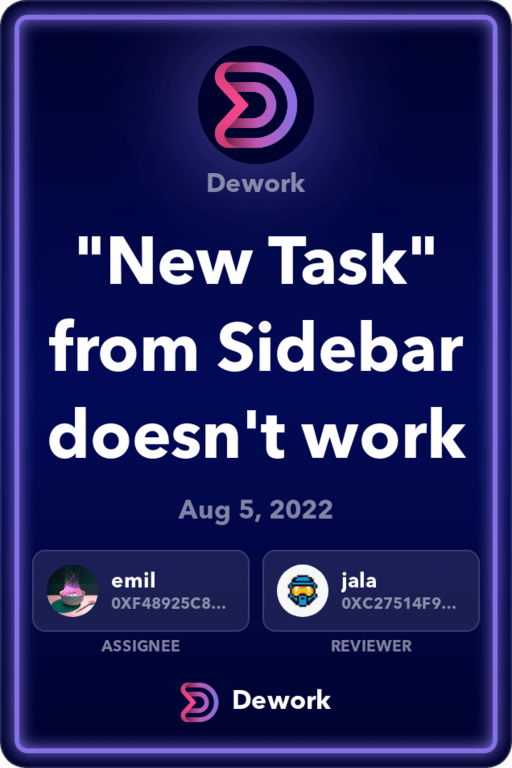 Dework
"New Task"
from Sidebar
doesn't work
Aug 5, 2022
emil
0XF48925C8...
ASSIGNEE
jala
0XC27514F9...
REVIEWER
Dework